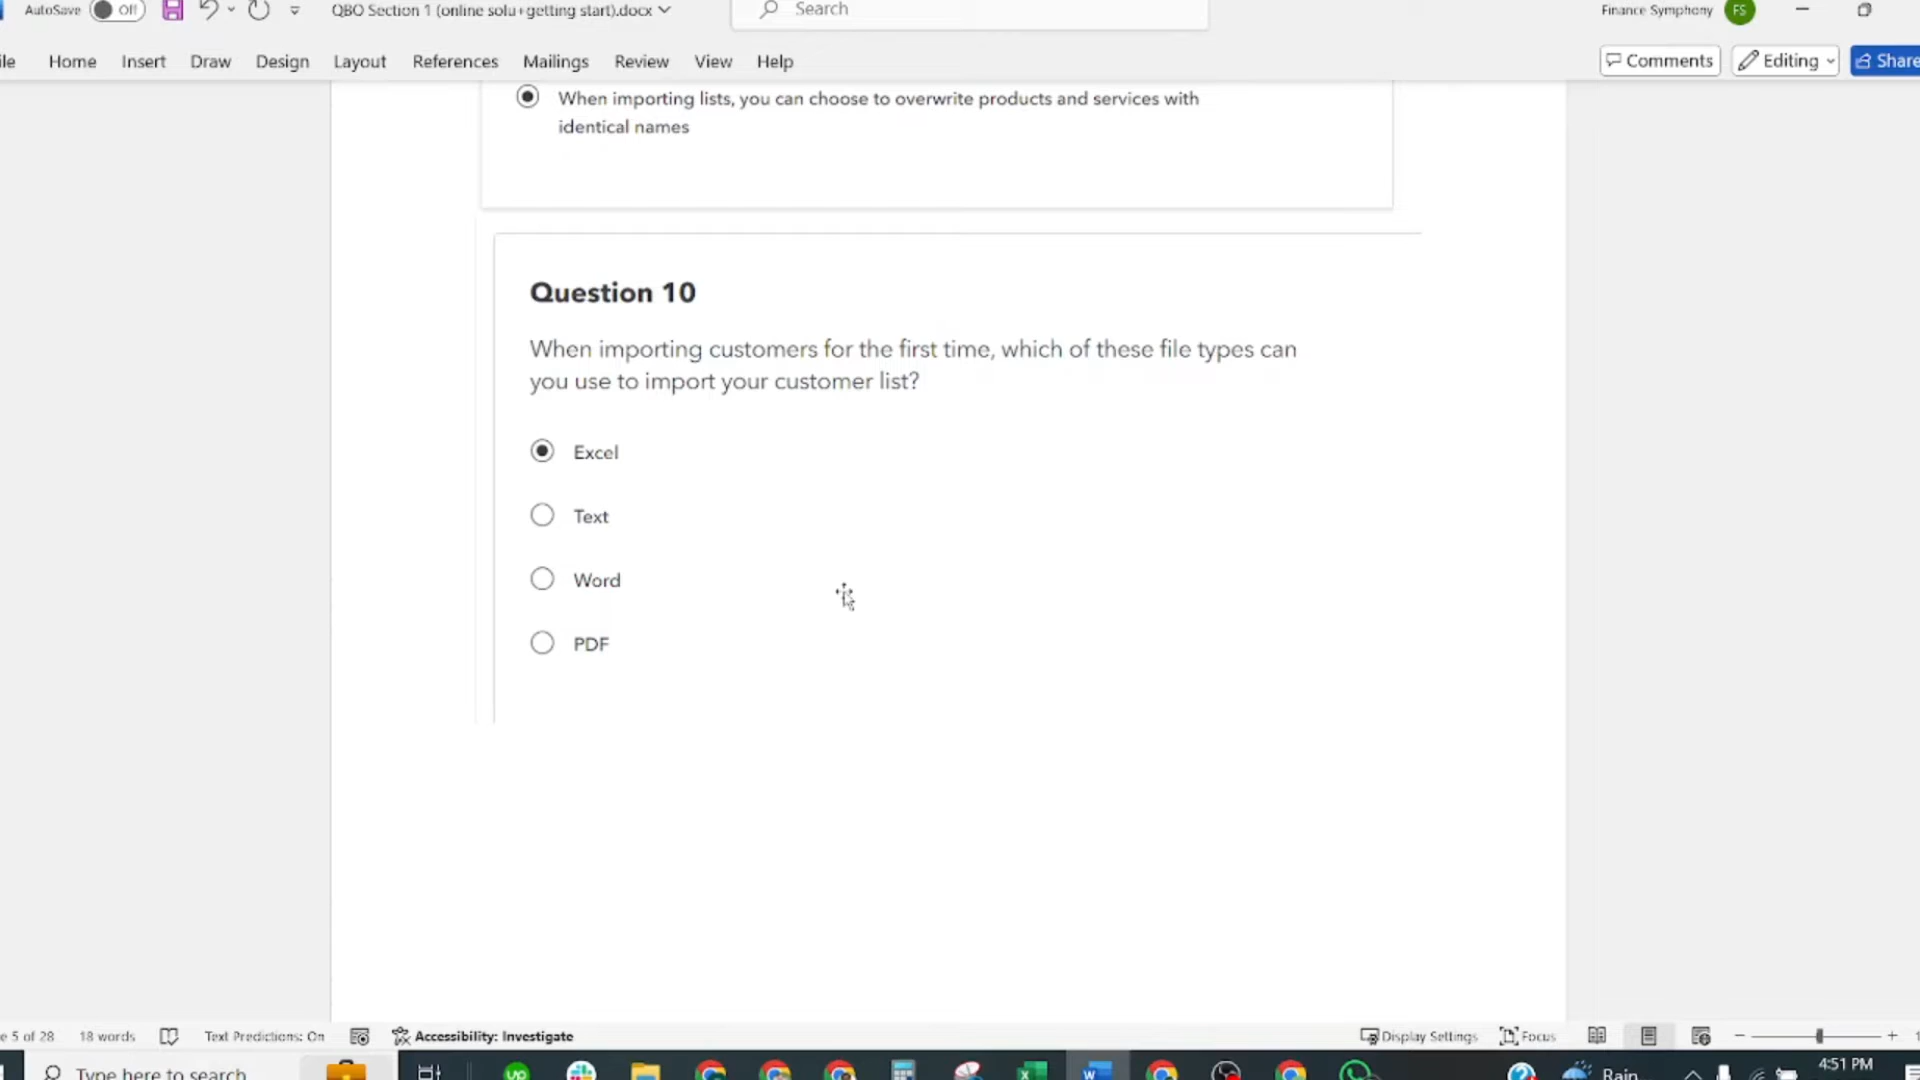 AutoSave Off QBO Section 1 (online solu+getting start).docx Search Finance Symphony FS
ile Home Insert Draw Design Layout References Mailings Review View Help Comments Editing Share
When importing lists, you can choose to overwrite products and services with
identical names
Question 10
When importing customers for the first time, which of these file types can
you use to import your customer list?
Excel
Text
Word
PDF
e 5 of 28 18 words Text Predictions: On Accessibility: Investigate Display Settings Focus
Type here to search Rain 4:51 PM